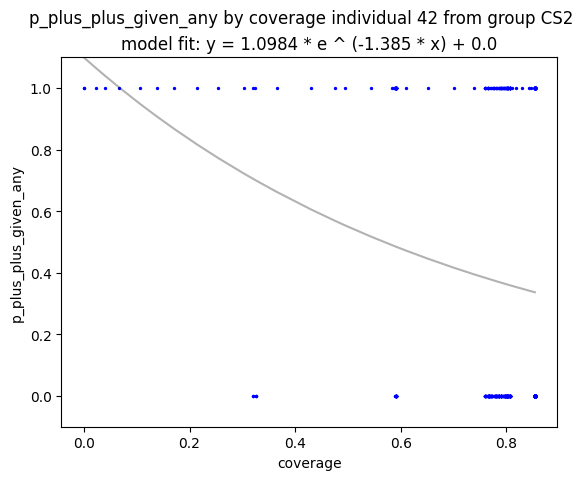 p_plus_plus_given_any by coverage individual 42 from group CS2
model fit: y = 1.0984 * e ^ (-1.385 * x) + 0.0
1.0
0.8
0.6
0.4
0.2
0.0
p_plus_plus_given_any
0.0 0.2 0.4 0.6 0.8
coverage